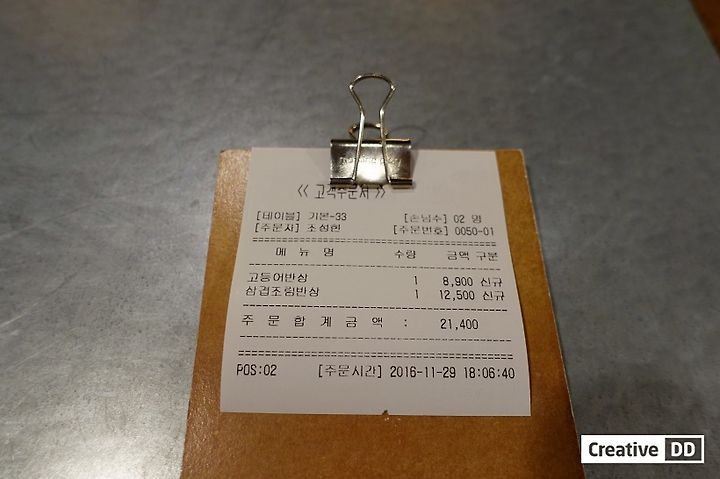 << 고객주문서 >>
[테이블] 기본-33 [손님수] 02 명
[주문자] 조성현 [주문번호] 0050-01
메 뉴 명 수량 금액 구분
고등어반상 1 8,900 신규
삼겹조림반상 1 12,500 신규
주 문 합 계 금 액 : 21,400
POS:02 [주문시간] 2016-11-29 18:06:40
Creative DD